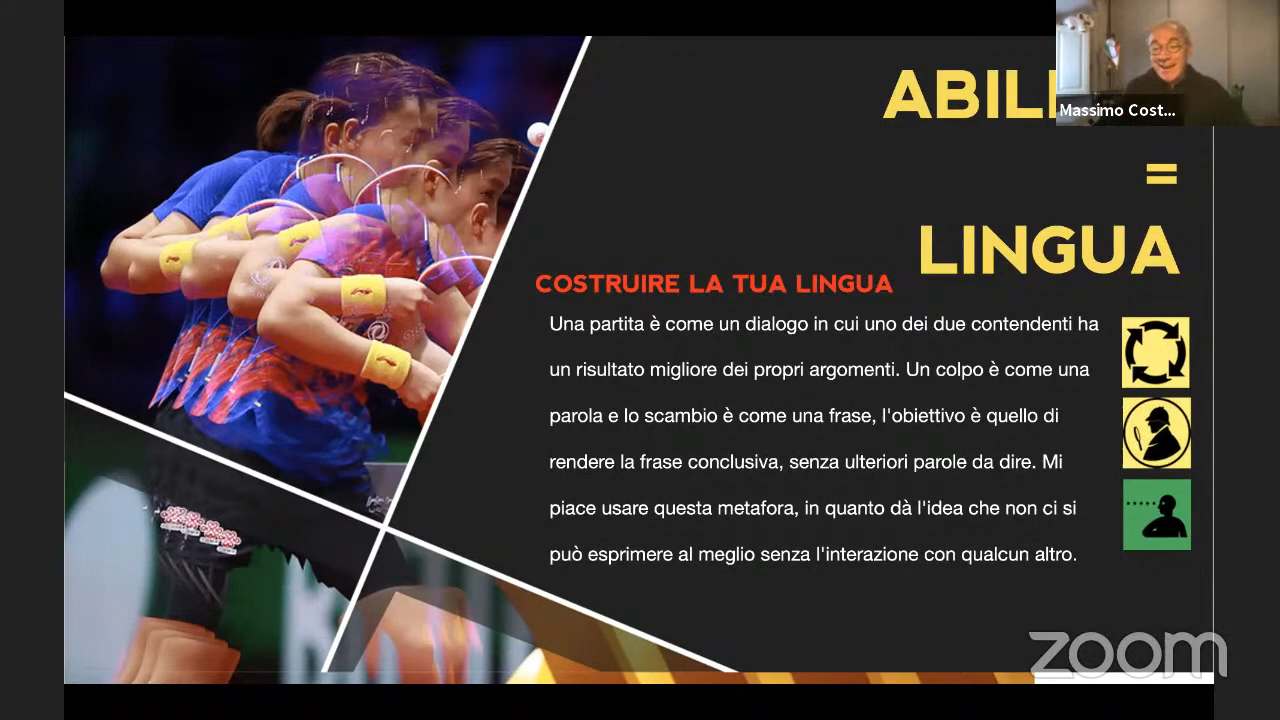 ABILI
Massimo Cost...
=
LINGUA
COSTRUIRE LA TUA LINGUA
Una partita è come un dialogo in cui uno dei due contendenti ha
un risultato migliore dei propri argomenti. Un colpo è come una
parola e lo scambio è come una frase, l'obiettivo è quello di
rendere la frase conclusiva, senza ulteriori parole da dire. Mi
piace usare questa metafora, in quanto dà l'idea che non ci si
può esprimere al meglio senza l'interazione con qualcun altro.
zoom